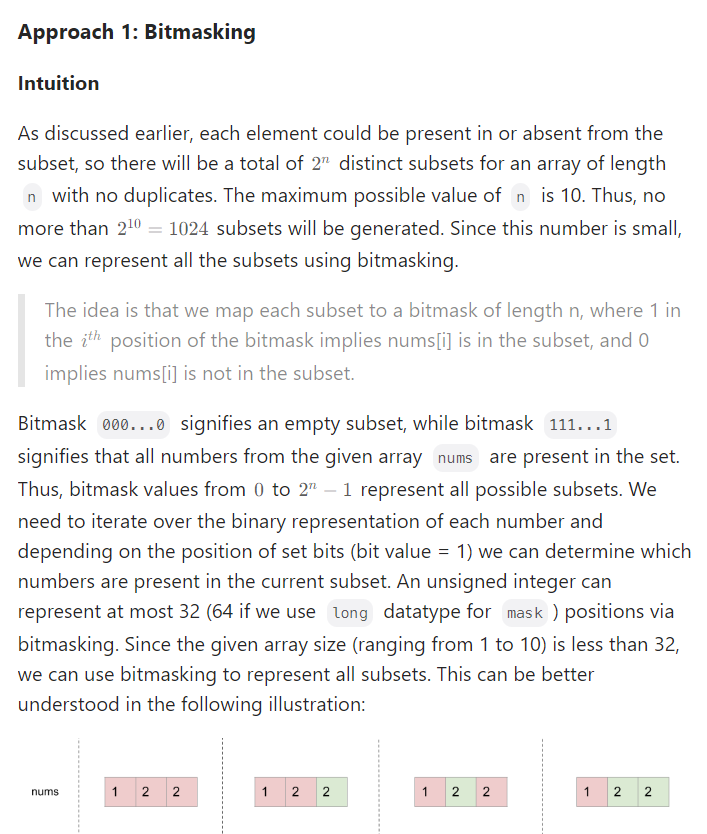 Approach 1: Bitmasking
Intuition
As discussed earlier, each element could be present in or absent from the
subset, so there will be a total of 2ⁿ distinct subsets for an array of length
n with no duplicates. The maximum possible value of n is 10. Thus, no
more than 2¹⁰ = 1024 subsets will be generated. Since this number is small,
we can represent all the subsets using bitmasking.
The idea is that we map each subset to a bitmask of length n, where 1 in
the iᵗʰ position of the bitmask implies nums[i] is in the subset, and 0
implies nums[i] is not in the subset.
Bitmask 000...0 signifies an empty subset, while bitmask 111...1
signifies that all numbers from the given array nums are present in the set.
Thus, bitmask values from 0 to 2ⁿ − 1 represent all possible subsets. We
need to iterate over the binary representation of each number and
depending on the position of set bits (bit value = 1) we can determine which
numbers are present in the current subset. An unsigned integer can
represent at most 32 (64 if we use long datatype for mask ) positions via
bitmasking. Since the given array size (ranging from 1 to 10) is less than 32,
we can use bitmasking to represent all subsets. This can be better
understood in the following illustration:
nums 1 2 2 1 2 2 1 2 2 1 2 2